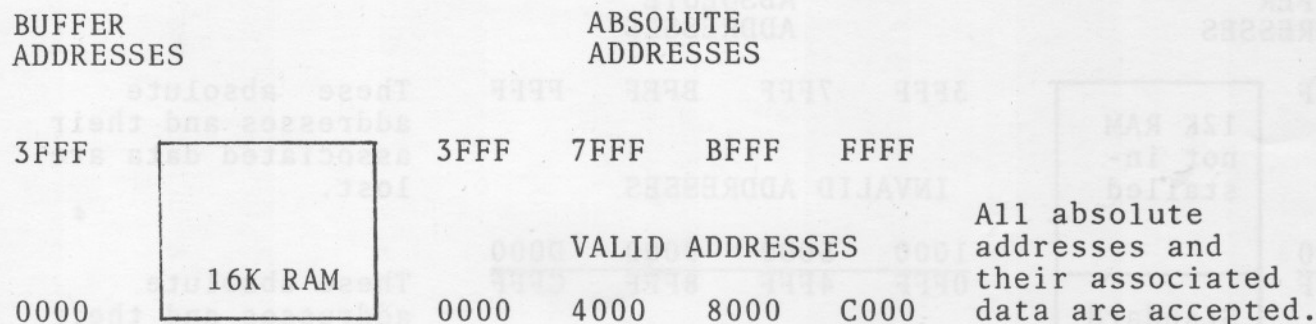 BUFFER ADDRESSES
ABSOLUTE ADDRESSES
3FFF 3FFF 7FFF BFFF FFFF
VALID ADDRESSES
16K RAM
0000 0000 4000 8000 C000
All absolute
addresses and
their associated
data are accepted.